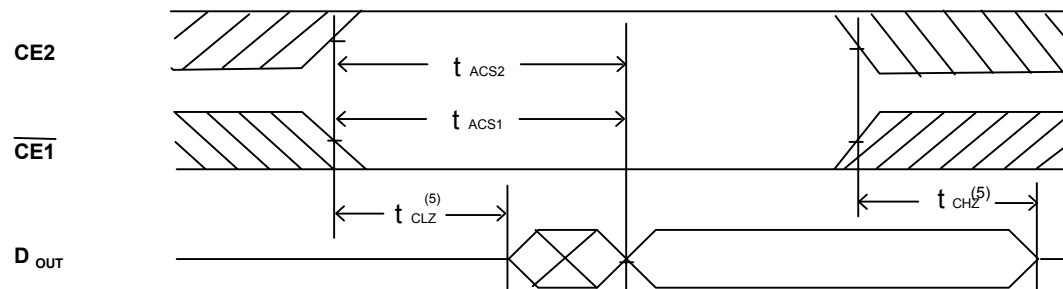 CE2
t ACS2
t ACS1
CE1
t CLZ (5)
t CHZ (5)
D OUT